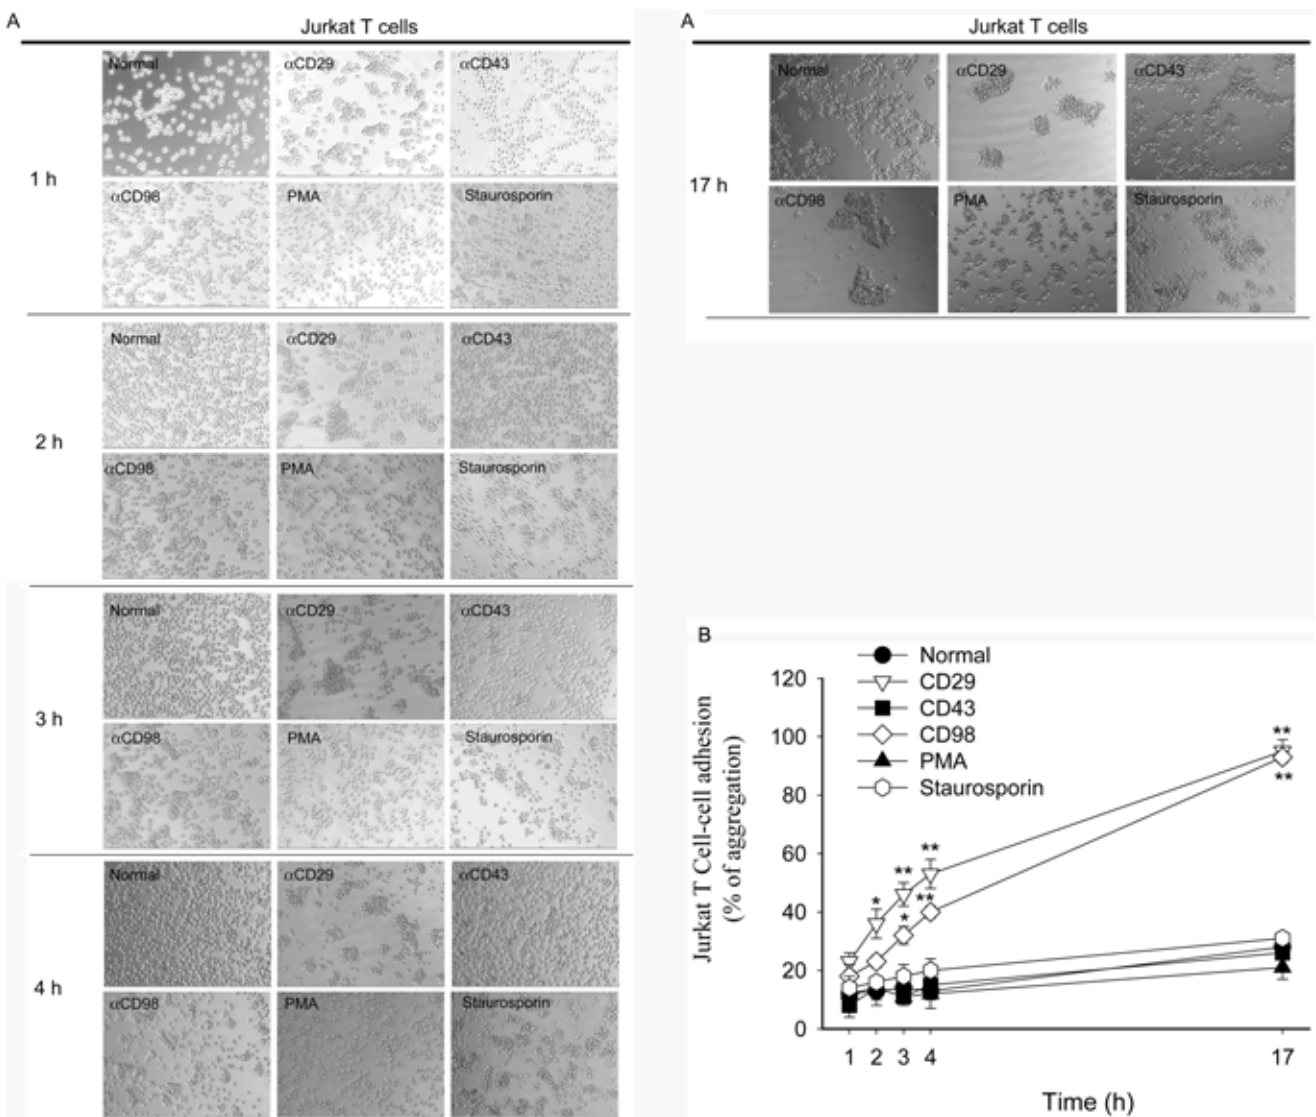 A
Jurkat T cells
Normal αCD29 αCD43
1 h
αCD98 PMA Staurosporin
Normal αCD29 αCD43
2 h
αCD98 PMA Staurosporin
Normal αCD29 αCD43
3 h
αCD98 PMA Staurosporin
Normal αCD29 αCD43
4 h
αCD98 PMA Staurosporin
A
Jurkat T cells
Normal αCD29 αCD43
17 h
αCD98 PMA Staurosporin
B
Normal
CD29
CD43
CD98
PMA
Staurosporin
Jurkat T Cell-cell adhesion
(% of aggregation)
120
100
80
60
40
20
0
**
**
**
**
**
*
*
1 2 3 4 17
Time (h)